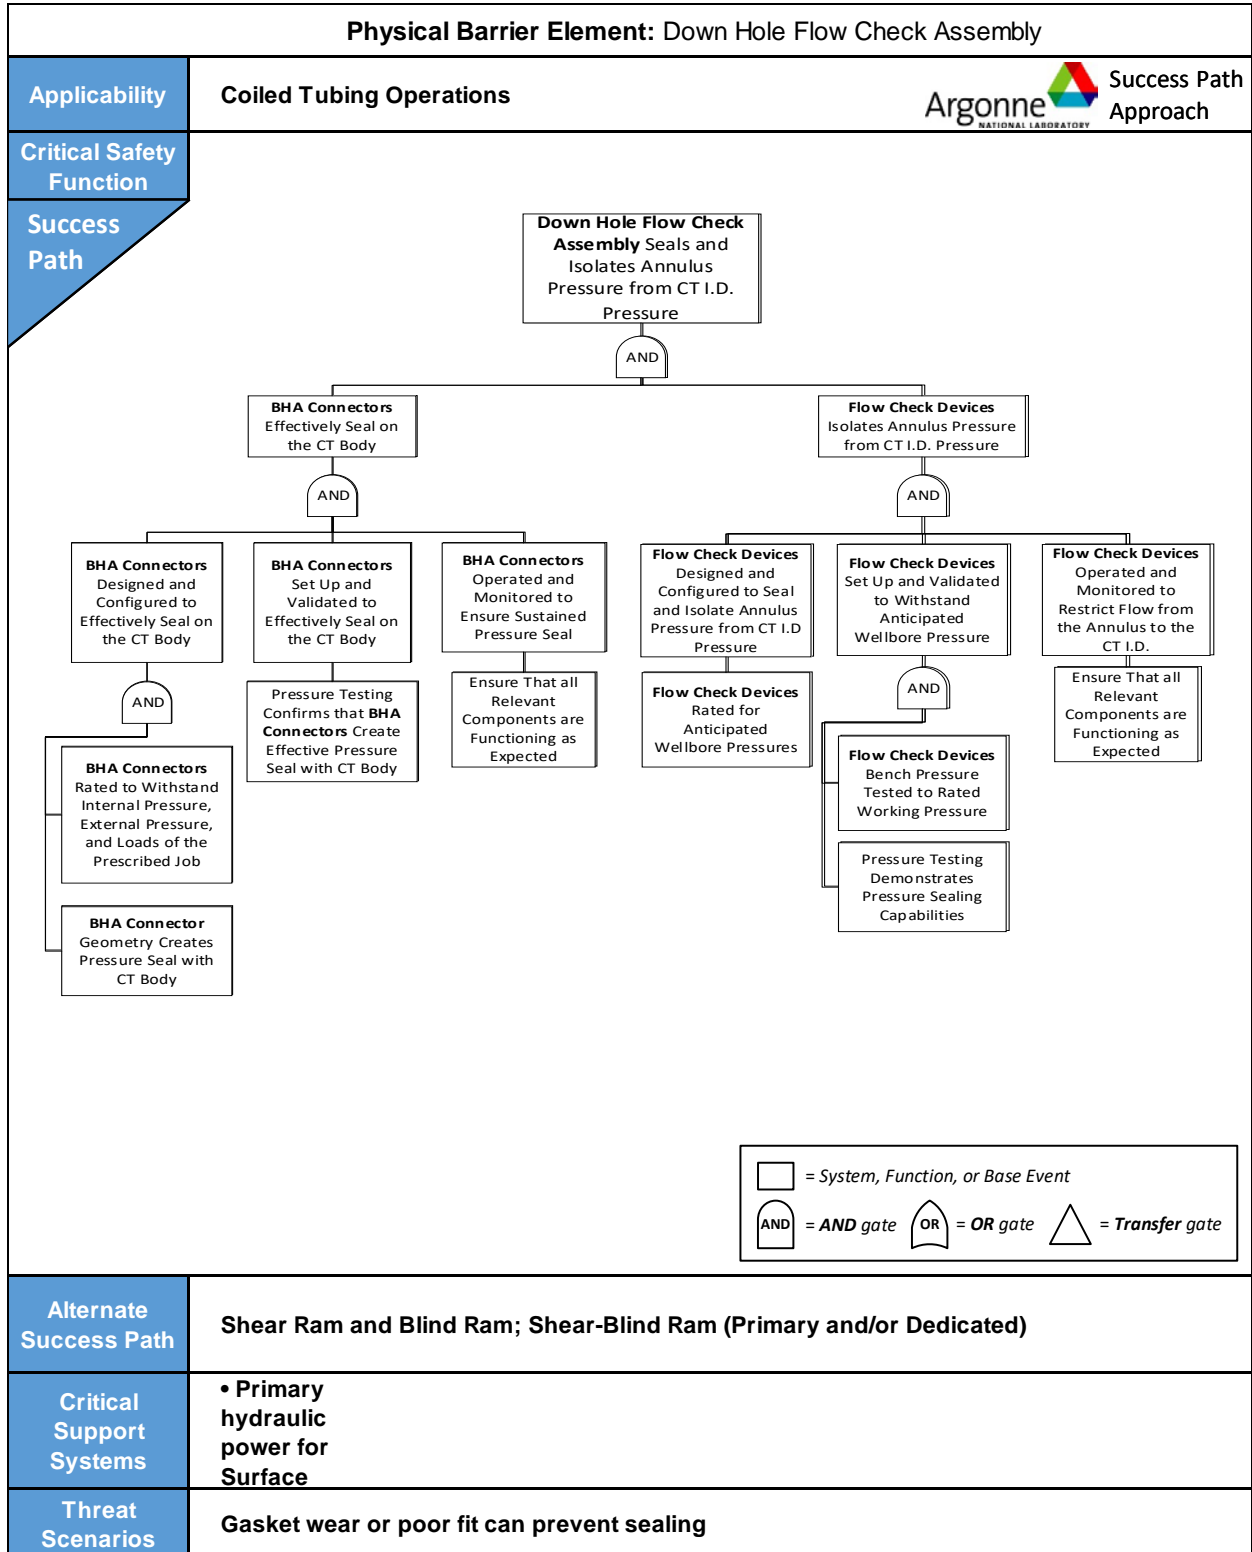 Physical Barrier Element: Down Hole Flow Check Assembly
Applicability
Coiled Tubing Operations
Argonne
NATIONAL LABORATORY
Success Path
Approach
Critical Safety
Function
Success
Path
Down Hole Flow Check
Assembly Seals and
Isolates Annulus
Pressure from CT I.D.
Pressure
AND
BHA Connectors
Effectively Seal on
the CT Body
Flow Check Devices
Isolates Annulus Pressure
from CT I.D. Pressure
AND
AND
BHA Connectors
Designed and
Configured to
Effectively Seal on
the CT Body
BHA Connectors
Set Up and
Validated to
Effectively Seal on
the CT Body
BHA Connectors
Operated and
Monitored to
Ensure Sustained
Pressure Seal
Flow Check Devices
Designed and
Configured to Seal
and Isolate Annulus
Pressure from CT I.D
Pressure
Flow Check Devices
Set Up and Validated
to Withstand
Anticipated
Wellbore Pressure
Flow Check Devices
Operated and
Monitored to
Restrict Flow from
the Annulus to the
CT I.D.
AND
Pressure Testing
Confirms that BHA
Connectors Create
Effective Pressure
Seal with CT Body
Ensure That all
Relevant
Components are
Functioning as
Expected
Flow Check Devices
Rated for
Anticipated
Wellbore Pressures
AND
Ensure That all
Relevant
Components are
Functioning as
Expected
BHA Connectors
Rated to Withstand
Internal Pressure,
External Pressure,
and Loads of the
Prescribed Job
Flow Check Devices
Bench Pressure
Tested to Rated
Working Pressure
BHA Connector
Geometry Creates
Pressure Seal with
CT Body
Pressure Testing
Demonstrates
Pressure Sealing
Capabilities
= System, Function, or Base Event
AND = AND gate OR = OR gate = Transfer gate
Alternate
Success Path
Shear Ram and Blind Ram; Shear-Blind Ram (Primary and/or Dedicated)
Critical
Support
Systems
• Primary
hydraulic
power for
Surface
Threat
Scenarios
Gasket wear or poor fit can prevent sealing